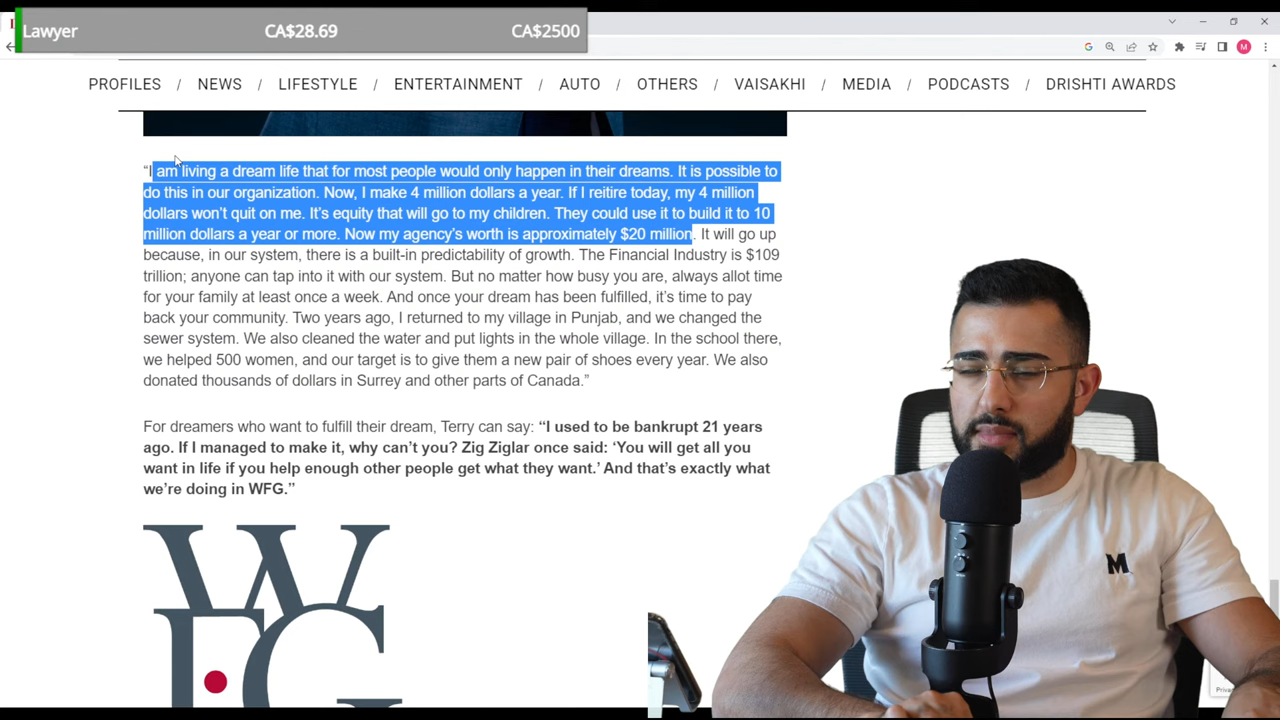 Lawyer CA$28.69 CA$2500
PROFILES / NEWS / LIFESTYLE / ENTERTAINMENT / AUTO / OTHERS / VAISAKHI / MEDIA / PODCASTS / DRISHTI AWARDS
“I am living a dream life that for most people would only happen in their dreams. It is possible to
do this in our organization. Now, I make 4 million dollars a year. If I reitire today, my 4 million
dollars won’t quit on me. It’s equity that will go to my children. They could use it to build it to 10
million dollars a year or more. Now my agency’s worth is approximately $20 million. It will go up
because, in our system, there is a built-in predictability of growth. The Financial Industry is $109
trillion; anyone can tap into it with our system. But no matter how busy you are, always allot time
for your family at least once a week. And once your dream has been fulfilled, it’s time to pay
back your community. Two years ago, I returned to my village in Punjab, and we changed the
sewer system. We also cleaned the water and put lights in the whole village. In the school there,
we helped 500 women, and our target is to give them a new pair of shoes every year. We also
donated thousands of dollars in Surrey and other parts of Canada.”
For dreamers who want to fulfill their dream, Terry can say: “I used to be bankrupt 21 years
ago. If I managed to make it, why can’t you? Zig Ziglar once said: ‘You will get all you
want in life if you help enough other people get what they want.’ And that’s exactly what
we’re doing in WFG.”
W
FG
M
M
Priva